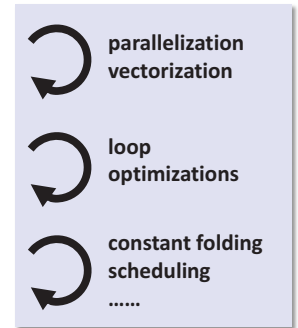 parallelization
vectorization
loop
optimizations
constant folding
scheduling
......